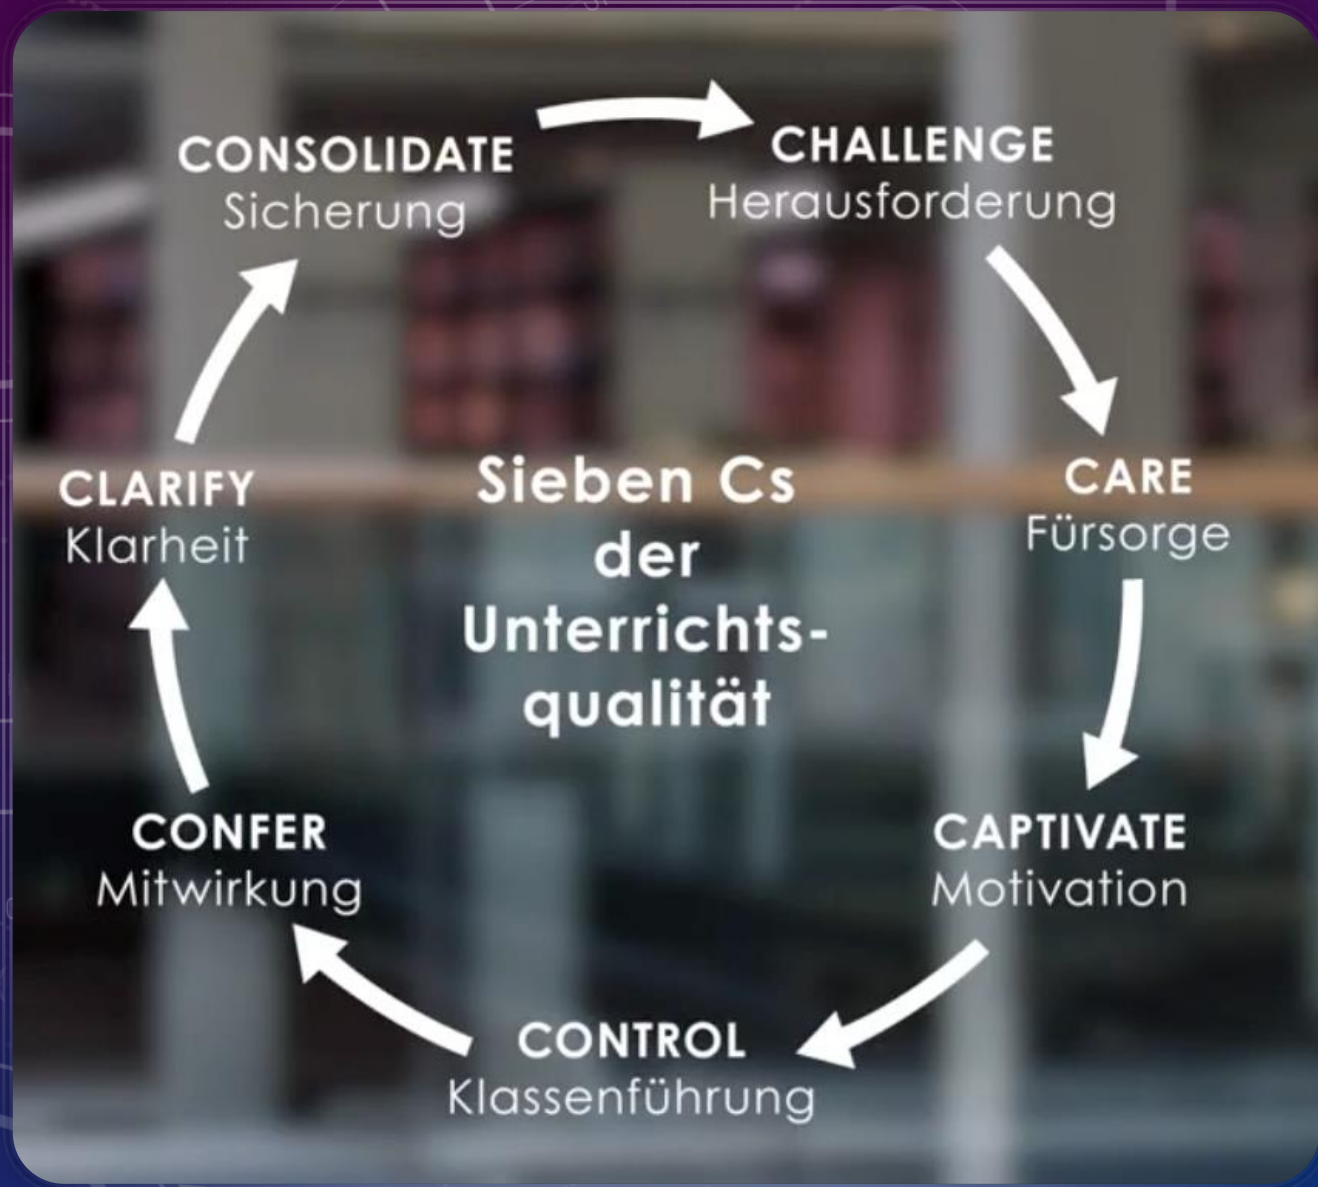 Sieben Cs
der
Unterrichts-
qualität
CHALLENGE
Herausforderung
CARE
Fürsorge
CAPTIVATE
Motivation
CONTROL
Klassenführung
CONFER
Mitwirkung
CLARIFY
Klarheit
CONSOLIDATE
Sicherung